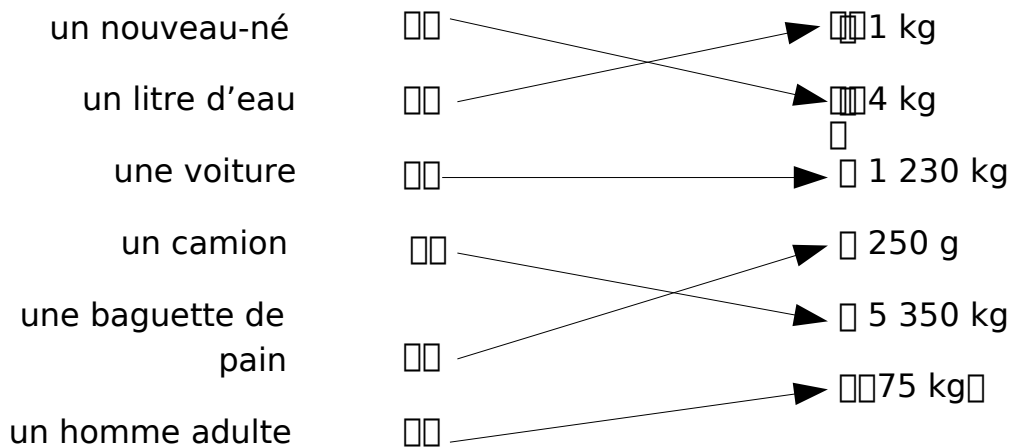 un nouveau-né 1 kg
un litre d’eau 4 kg
une voiture 1 230 kg
un camion 250 g
une baguette de 5 350 kg
pain
75 kg
un homme adulte